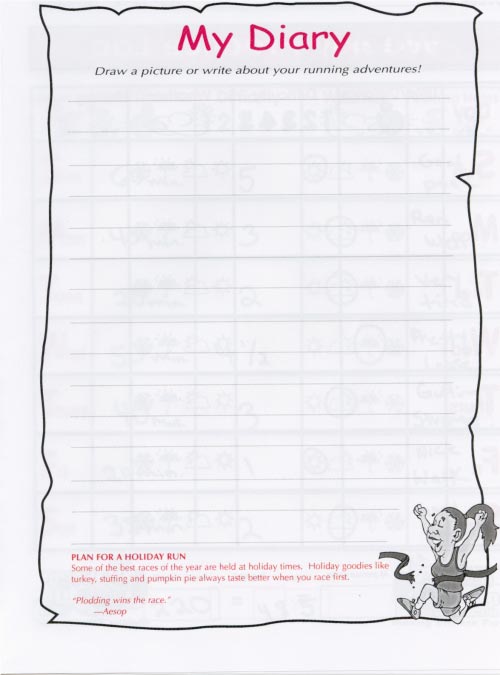 My Diary
Draw a picture or write about your running adventures!
PLAN FOR A HOLIDAY RUN
Some of the best races of the year are held at holiday times. Holiday goodies like
turkey, stuffing and pumpkin pie always taste better when you race first.
"Plodding wins the race."
—Aesop